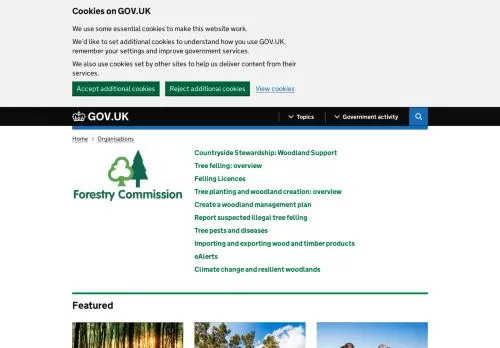 Cookies on GOV.UK
We use some essential cookies to make this website work.
We'd like to set additional cookies to understand how you use GOV.UK,
remember your settings and improve government services.
We also use cookies set by other sites to help us deliver content from their
services.
Accept additional cookies Reject additional cookies View cookies
GOV.UK Topics Government activity
Home Organisations
Forestry Commission
Countryside Stewardship: Woodland Support
Tree felling: overview
Felling Licences
Tree planting and woodland creation: overview
Create a woodland management plan
Report suspected illegal tree felling
Tree pests and diseases
Importing and exporting wood and timber products
eAlerts
Climate change and resilient woodlands
Featured